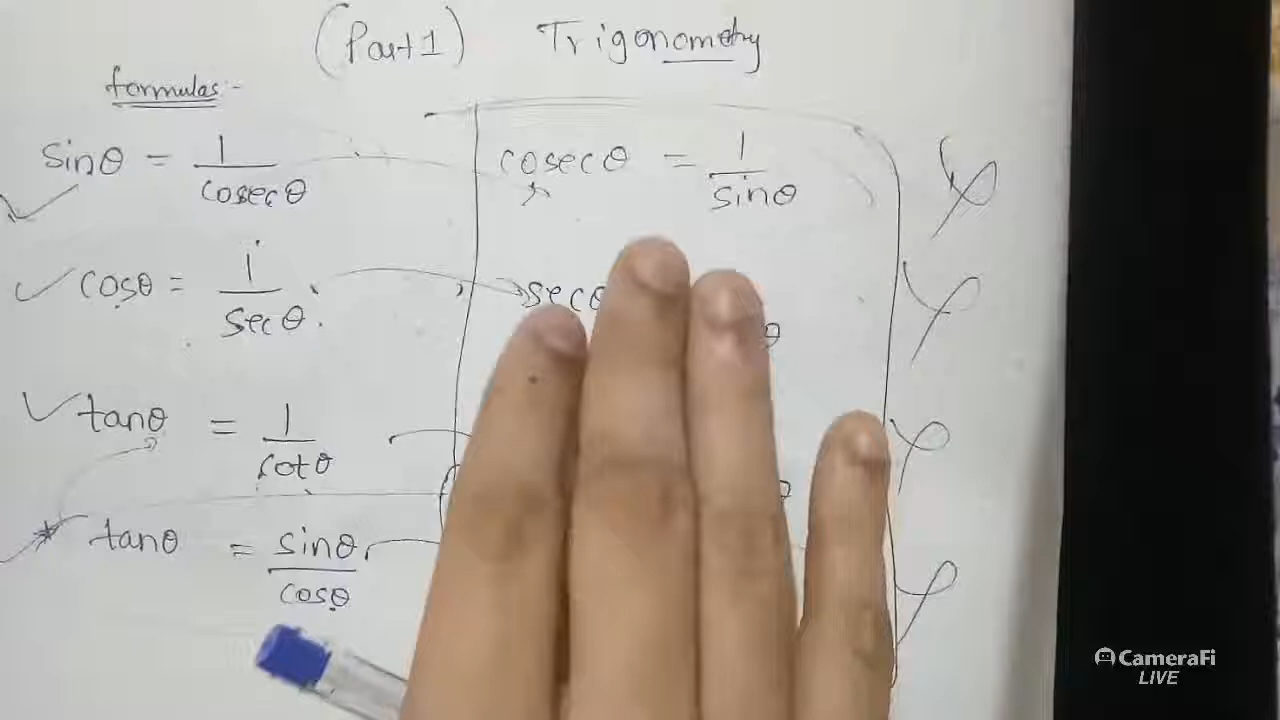 (Part 1) Trigonometry
formulas :-
sinθ = 1/cosecθ
cosecθ = 1/sinθ
cosθ = 1/secθ.
secθ
θ
tanθ = 1/cotθ
tanθ = sinθ/cosθ
CameraFi
LIVE